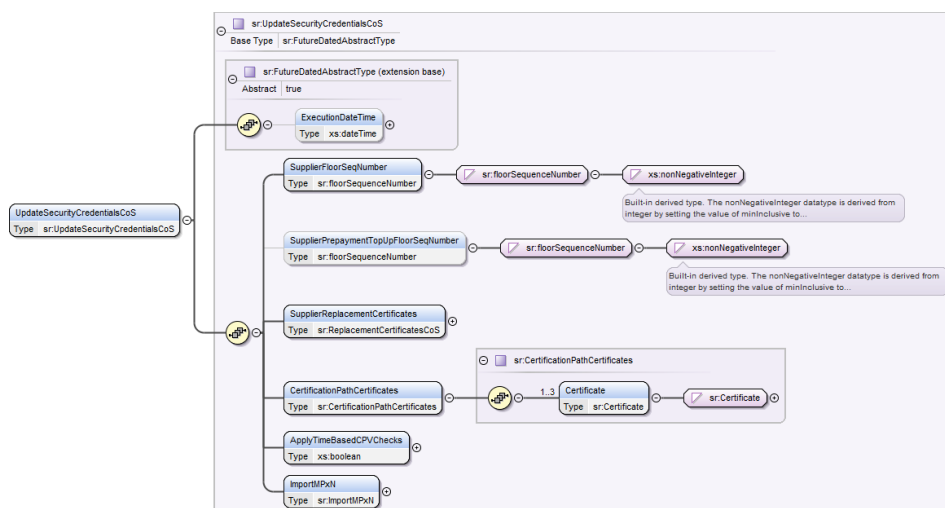 sr:UpdateSecurityCredentialsCoS
Base Type sr:FutureDatedAbstractType
sr:FutureDatedAbstractType (extension base)
Abstract true
ExecutionDateTime
Type xs:dateTime
SupplierFloorSeqNumber
Type sr:floorSequenceNumber
sr:floorSequenceNumber
xs:nonNegativeInteger
Built-in derived type. The nonNegativeInteger datatype is derived from
integer by setting the value of minInclusive to...
UpdateSecurityCredentialsCoS
Type sr:UpdateSecurityCredentialsCoS
SupplierPrepaymentTopUpFloorSeqNumber
Type sr:floorSequenceNumber
sr:floorSequenceNumber
xs:nonNegativeInteger
Built-in derived type. The nonNegativeInteger datatype is derived from
integer by setting the value of minInclusive to...
SupplierReplacementCertificates
Type sr:ReplacementCertificatesCoS
sr:CertificationPathCertificates
CertificationPathCertificates
Type sr:CertificationPathCertificates
1..3
Certificate
Type sr:Certificate
sr:Certificate
ApplyTimeBasedCPVChecks
Type xs:boolean
ImportMPxN
Type sr:ImportMPxN